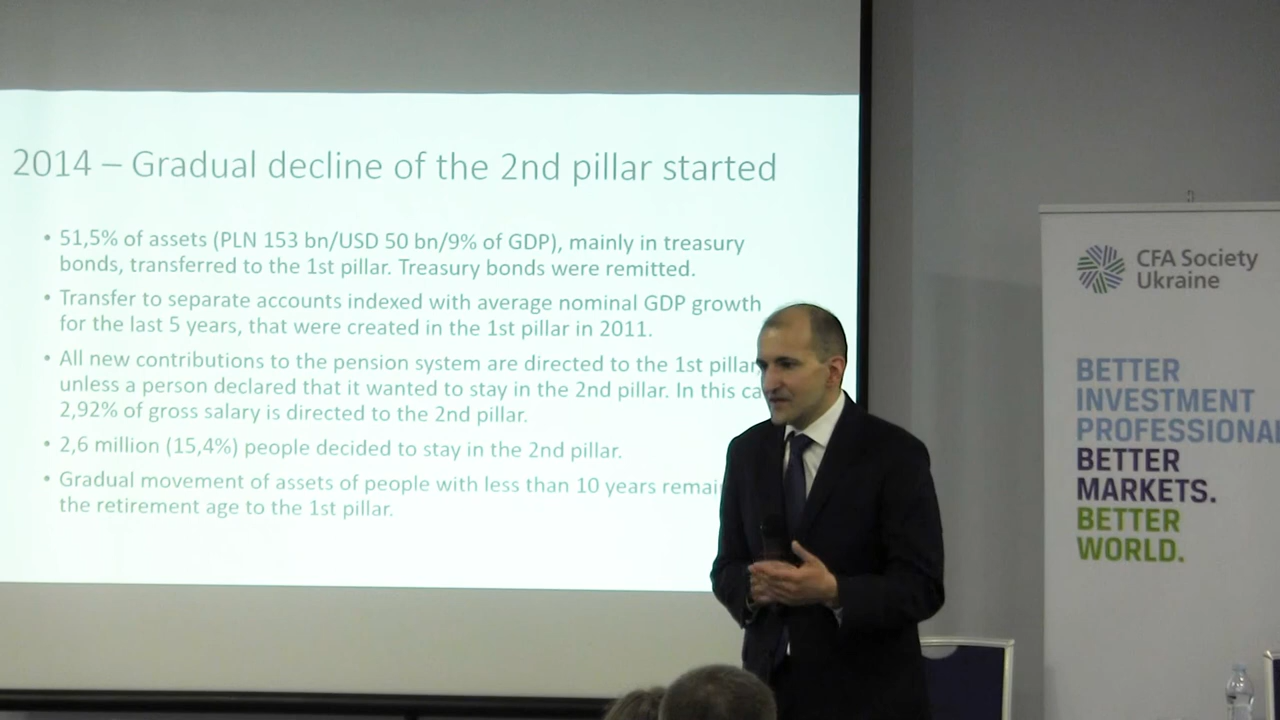 2014 – Gradual decline of the 2nd pillar started
• 51,5% of assets (PLN 153 bn/USD 50 bn/9% of GDP), mainly in treasury
bonds, transferred to the 1st pillar. Treasury bonds were remitted.
• Transfer to separate accounts indexed with average nominal GDP growth
for the last 5 years, that were created in the 1st pillar in 2011.
• All new contributions to the pension system are directed to the 1st pillar
unless a person declared that it wanted to stay in the 2nd pillar. In this ca
2,92% of gross salary is directed to the 2nd pillar.
• 2,6 million (15,4%) people decided to stay in the 2nd pillar.
• Gradual movement of assets of people with less than 10 years remai
the retirement age to the 1st pillar.
CFA Society
Ukraine
BETTER
INVESTMENT
PROFESSIONA
BETTER
MARKETS.
BETTER
WORLD.